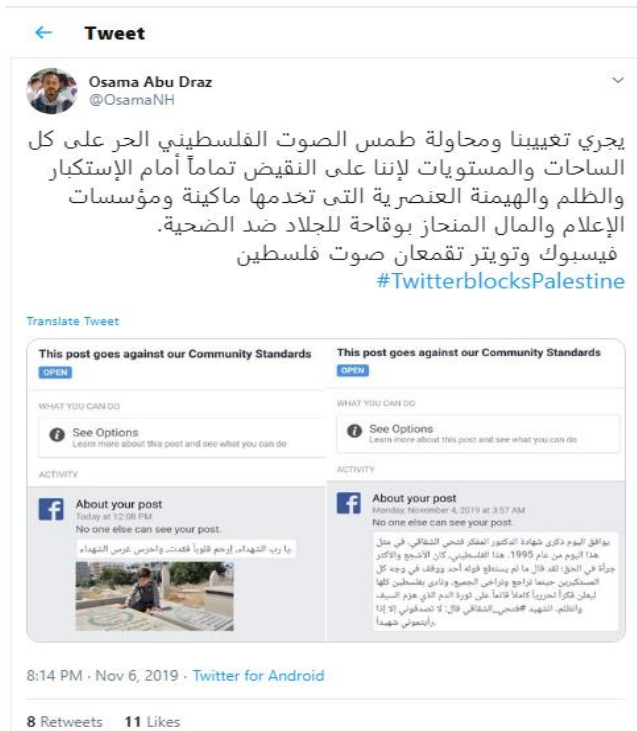 Tweet
Osama Abu Draz
@OsamaNH
يجري تغييبنا ومحاولة طمس الصوت الفلسطيني الحر على كل
الساحات والمستويات لإننا على النقيض تماماً أمام الإستكبار
والظلم والهيمنة العنصرية التى تخدمها ماكينة ومؤسسات
الإعلام والمال المنحاز بوقاحة للجلاد ضد الضحية.
فيسبوك وتويتر تقمعان صوت فلسطين
#TwitterblocksPalestine
Translate Tweet
This post goes against our Community Standards
OPEN
WHAT YOU CAN DO
See Options
Learn more about this post and see what you can do
ACTIVITY
About your post
Today at 12:08 PM
No one else can see your post.
يا رب الشهداء، إرحم قلوباً فقدت، واحرس غرس الشهداء.
This post goes against our Community Standards
OPEN
WHAT YOU CAN DO
See Options
Learn more about this post and see what you can do
ACTIVITY
About your post
Monday, November 4, 2019 at 3:57 AM
No one else can see your post.
يوافق اليوم ذكرى شهادة الدكتور المفكر فتحي الشقاقي، في مثل
هذا اليوم من عام 1995. هذا الفلسطيني، كان الأشجع والأكثر
جرأة في الحق؛ لقد قال ما لم يستطع قوله أحد ووقف في وجه كل
المستكبرين حينما تراجع وتراخى الجميع، ونادى بفلسطين كلها
ليعلن فكراً تحررياً كاملاً قائماً على ثورة الدم الذي هزم السيف
والظلم. الشهيد #فتحي_الشقاقي قال: لا تصدقوني إلا إذا
رأيتموني شهيداً.
8:14 PM · Nov 6, 2019 · Twitter for Android
8 Retweets 11 Likes